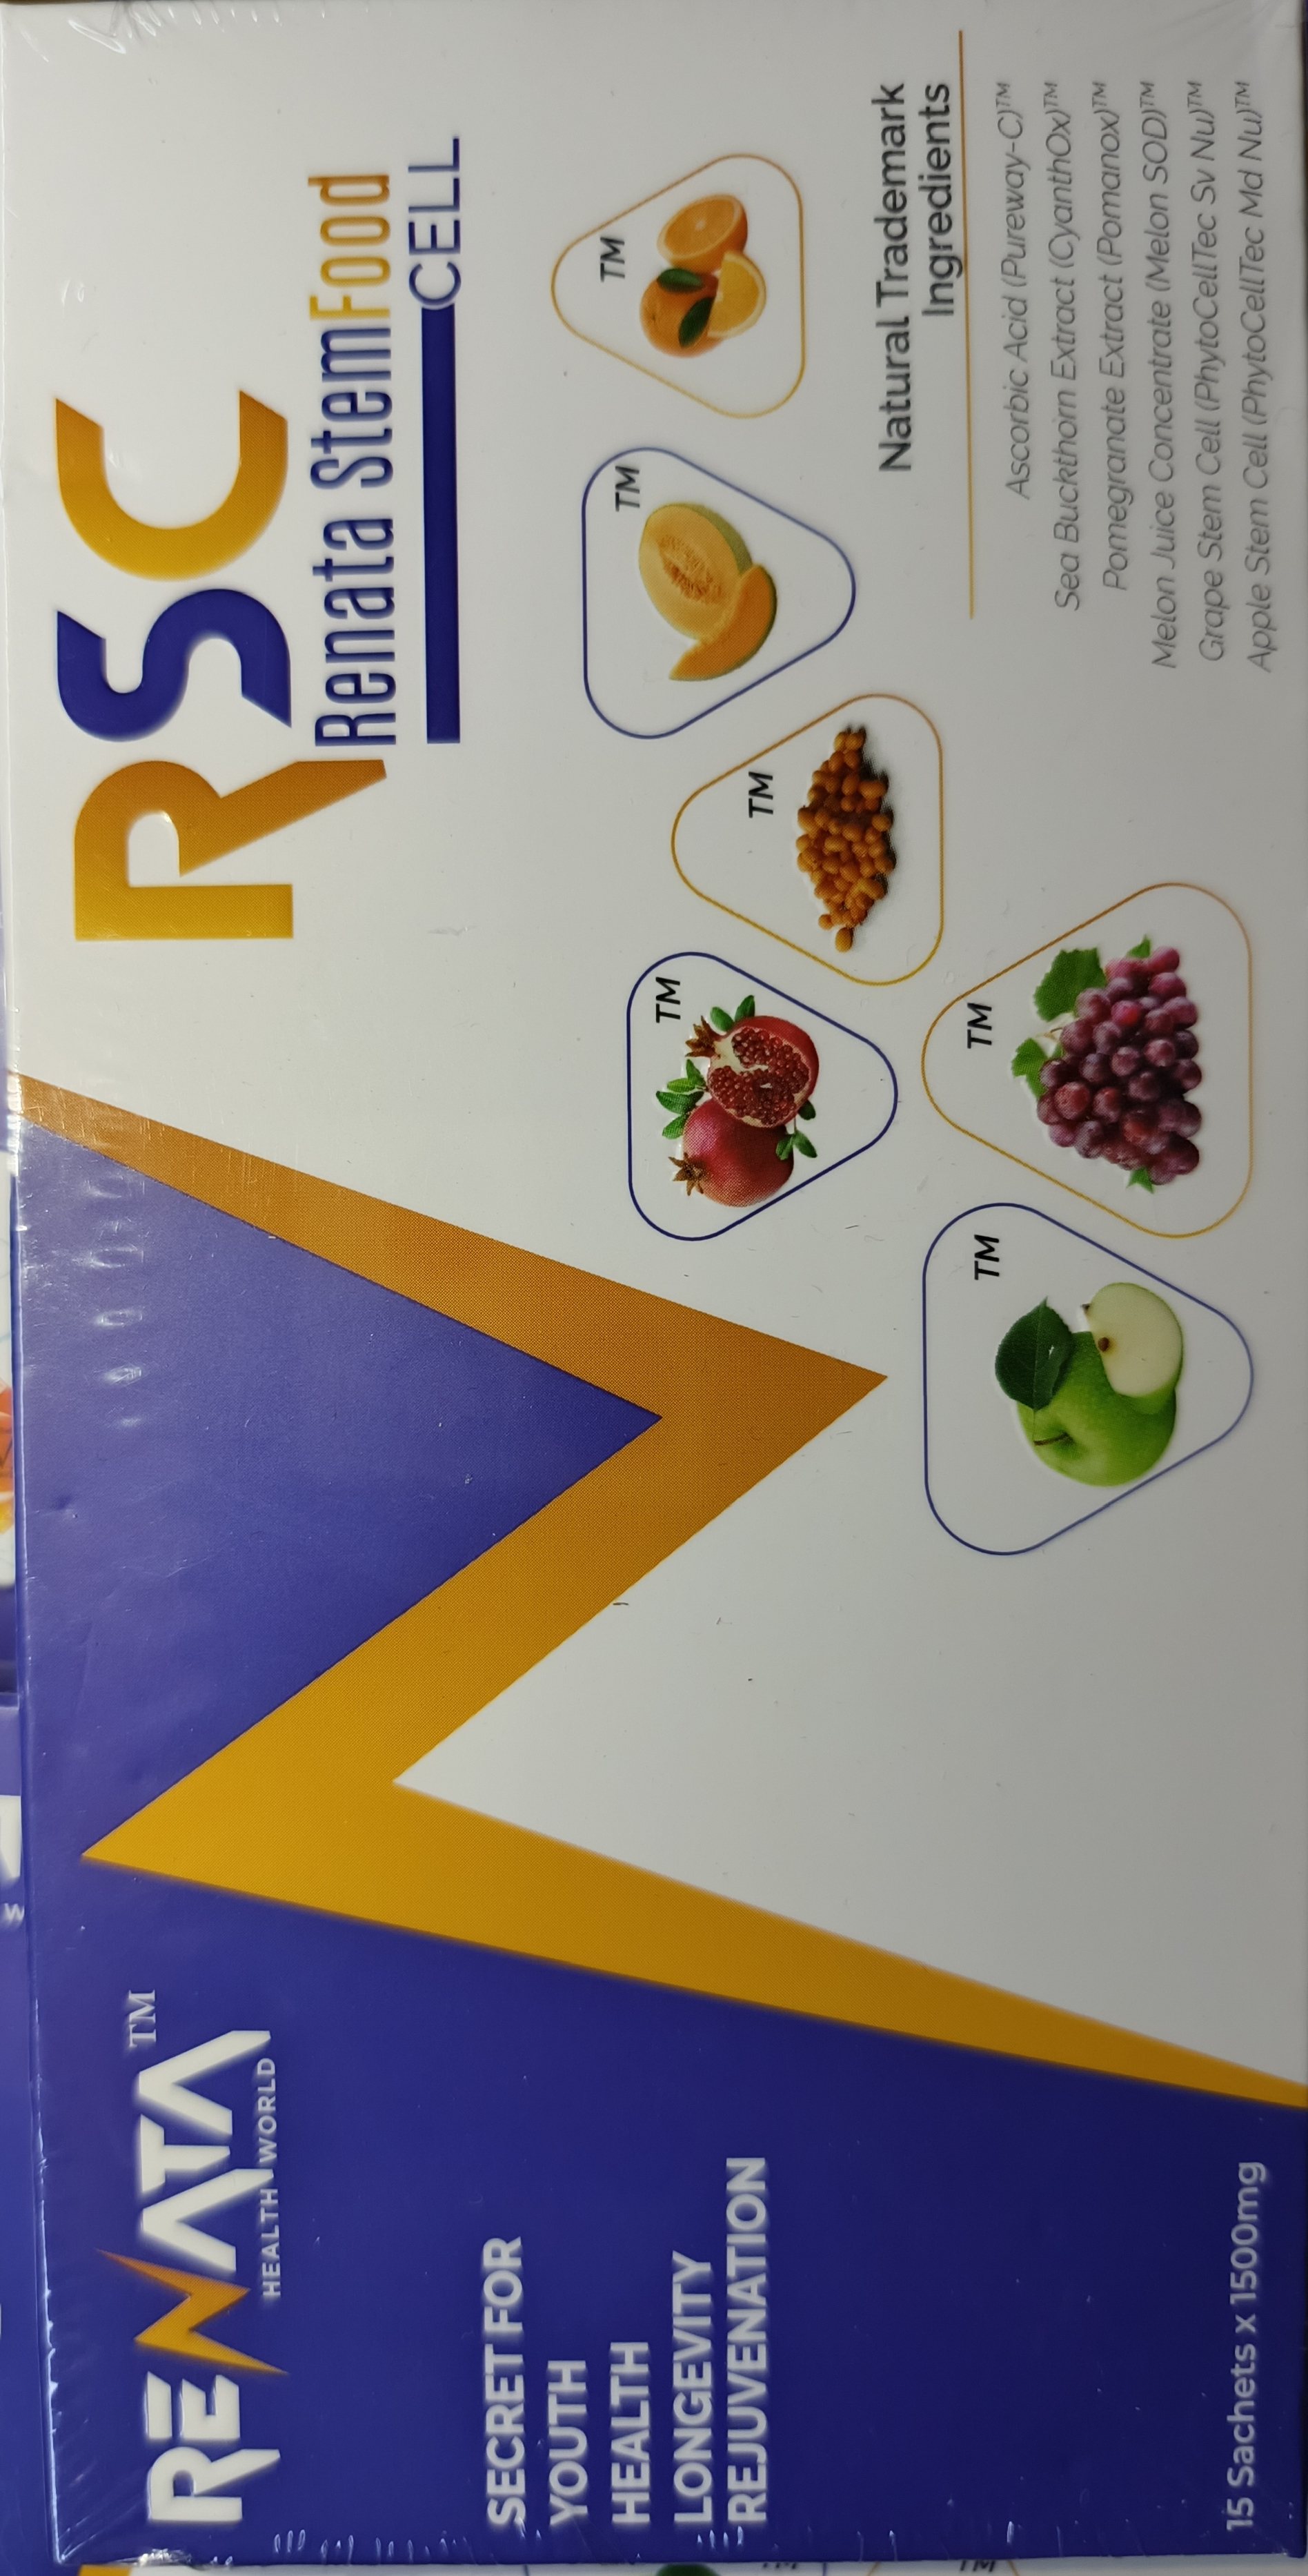 RENATA™
HEALTH WORLD
SECRET FOR
YOUTH
HEALTH
LONGEVITY
REJUVENATION
15 Sachets x 1500mg
RSC
Renata StemFood
CELL
TM
TM
TM
TM
TM
TM
Natural Trademark
Ingredients
Ascorbic Acid (Pureway-C)™
Sea Buckthorn Extract (CyanthOx)™
Pomegranate Extract (Pomanox)™
Melon Juice Concentrate (Melon SOD)™
Grape Stem Cell (PhytoCellTec Sv Nu)™
Apple Stem Cell (PhytoCellTec Md Nu)™